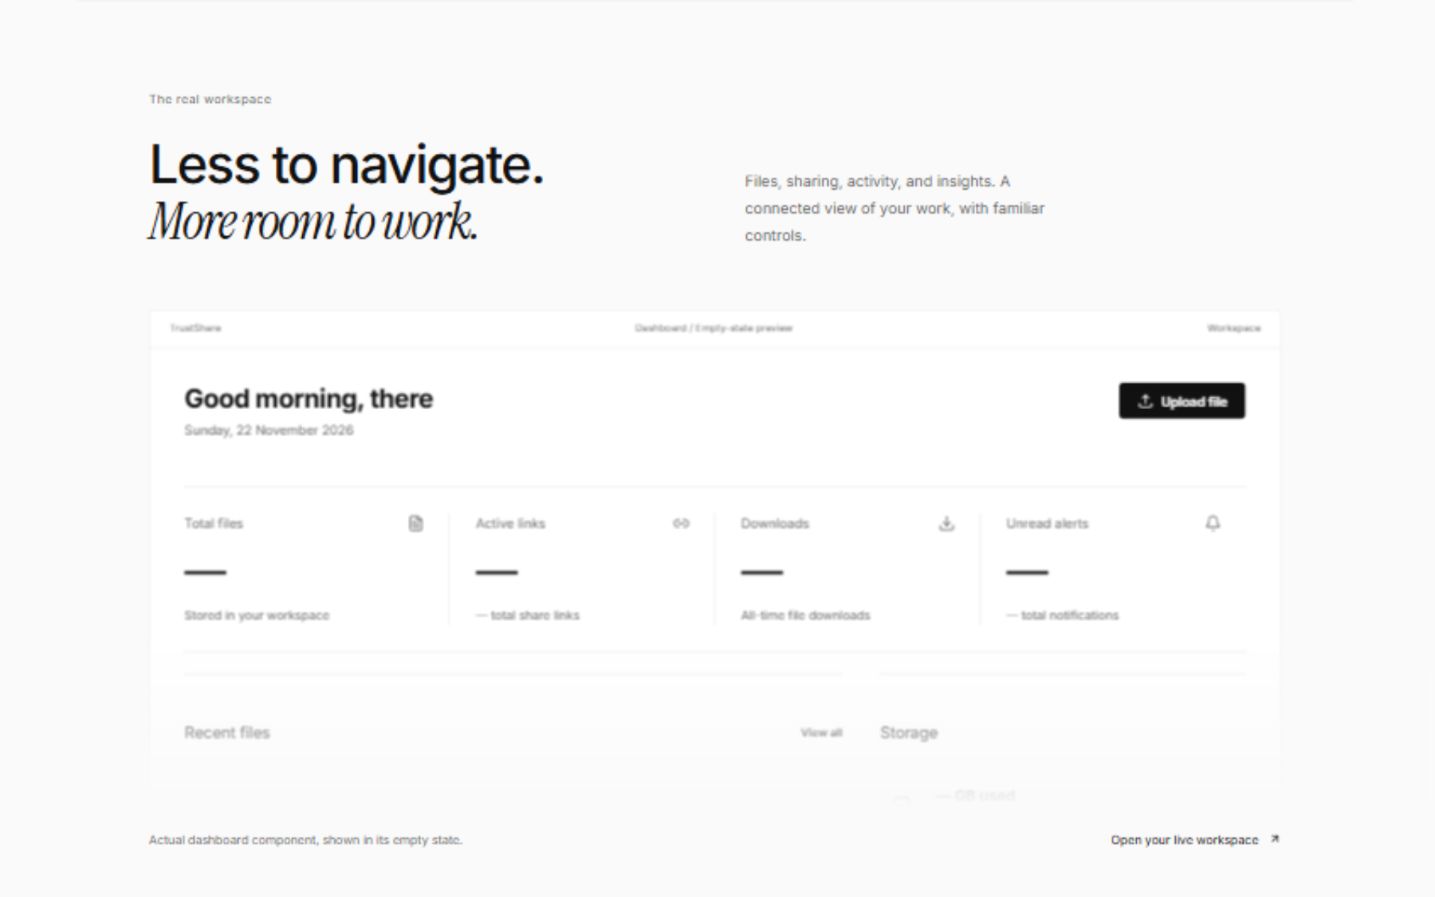 The real workspace
Less to navigate.
More room to work.
Files, sharing, activity, and insights. A
connected view of your work, with familiar
controls.
TrustShare
Dashboard / Empty-state preview
Workspace
Good morning, there
Sunday, 22 November 2026
Upload file
Total files
Active links
Downloads
Unread alerts
—
—
—
—
Stored in your workspace
— total share links
All-time file downloads
— total notifications
Recent files
View all
Storage
— GB used
Actual dashboard component, shown in its empty state.
Open your live workspace